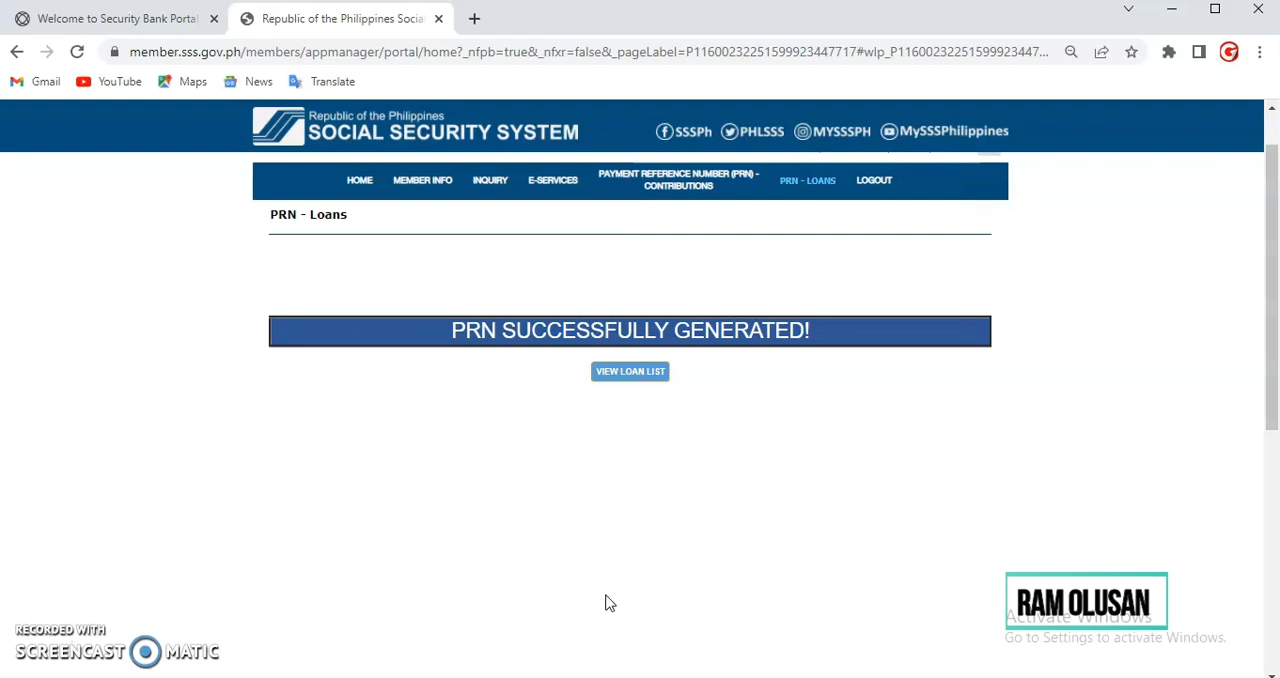 Welcome to Security Bank Portal
Republic of the Philippines Social
member.sss.gov.ph/members/appmanager/portal/home?_nfpb=true&_nfxr=false&_pageLabel=P11600232251599923447717#wlp_P11600232251599923447...
Gmail YouTube Maps News Translate
Republic of the Philippines
SOCIAL SECURITY SYSTEM
SSSPh PHLSSS MYSSSPH MySSSPhilippines
HOME MEMBER INFO INQUIRY E-SERVICES PAYMENT REFERENCE NUMBER (PRN) - CONTRIBUTIONS PRN - LOANS LOGOUT
PRN - Loans
PRN SUCCESSFULLY GENERATED!
VIEW LOAN LIST
RAM OLUSAN
Activate Windows
Go to Settings to activate Windows.
RECORDED WITH
SCREENCAST MATIC